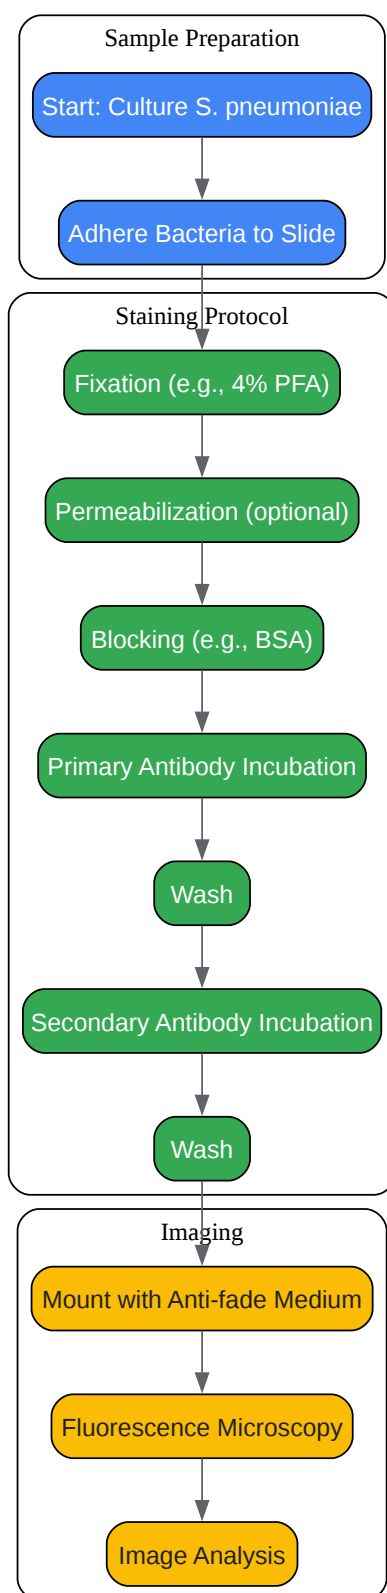 Sample Preparation
Start: Culture S. pneumoniae
Adhere Bacteria to Slide
Staining Protocol
Fixation (e.g., 4% PFA)
Permeabilization (optional)
Blocking (e.g., BSA)
Primary Antibody Incubation
Wash
Secondary Antibody Incubation
Wash
Imaging
Mount with Anti-fade Medium
Fluorescence Microscopy
Image Analysis